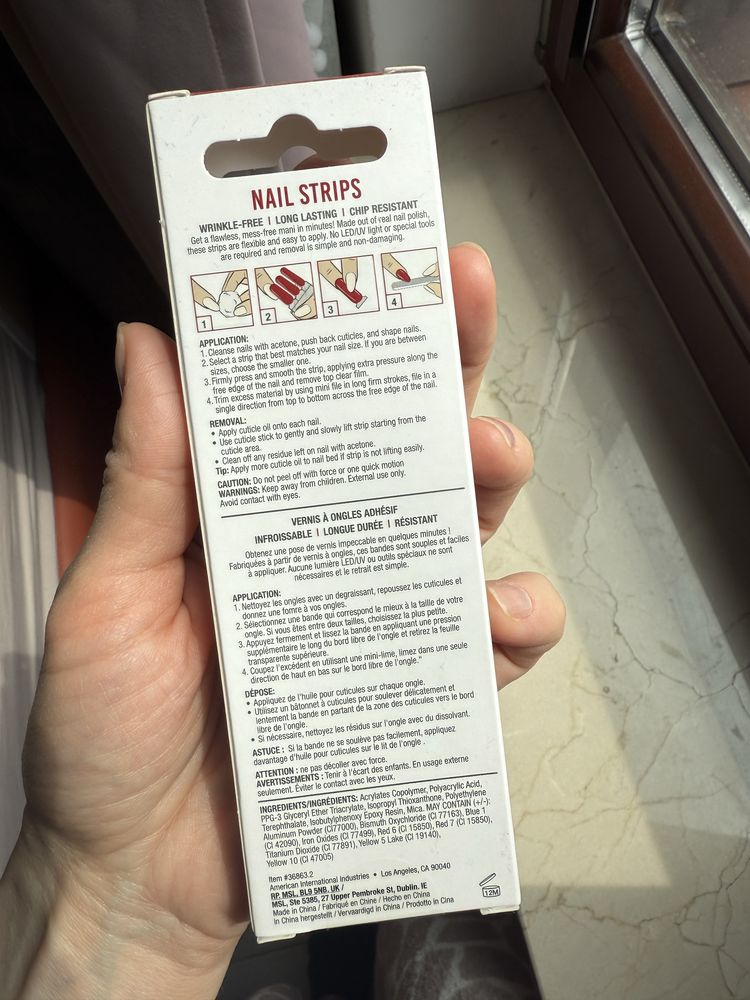 NAIL STRIPS
WRINKLE-FREE | LONG LASTING | CHIP RESISTANT
Get a flawless, mess-free mani in minutes! Made out of real nail polish,
these strips are flexible and easy to apply. No LED/UV light or special tools
are required and removal is simple and non-damaging.
1 2 3 4
APPLICATION:
1. Cleanse nails with acetone, push back cuticles, and shape nails.
2. Select a strip that best matches your nail size. If you are between
sizes, choose the smaller one.
3. Firmly press and smooth the strip, applying extra pressure along the
free edge of the nail and remove top clear film.
4. Trim excess material by using mini file in long firm strokes, file in a
single direction from top to bottom across the free edge of the nail.
REMOVAL:
• Apply cuticle oil onto each nail.
• Use cuticle stick to gently and slowly lift strip starting from the
cuticle area.
• Clean off any residue left on nail with acetone.
Tip: Apply more cuticle oil to nail bed if strip is not lifting easily.
CAUTION: Do not peel off with force or one quick motion
WARNINGS: Keep away from children. External use only.
Avoid contact with eyes.
VERNIS À ONGLES ADHÉSIF
INFROISSABLE | LONGUE DURÉE | RÉSISTANT
Obtenez une pose de vernis impeccable en quelques minutes !
Fabriquées à partir de vernis à ongles, ces bandes sont souples et faciles
à appliquer. Aucune lumière LED/UV ou outils spéciaux ne sont
nécessaires et le retrait est simple.
APPLICATION:
1. Nettoyez les ongles avec un degraissant, repoussez les cuticules et
donnez une fomre à vos ongles.
2. Sélectionnez une bande qui correspond le mieux à la taille de votre
ongle. Si vous êtes entre deux tailles, choisissez la plus petite.
3. Appuyez fermement et lissez la bande en appliquant une pression
supplémentaire le long du bord libre de l'ongle et retirez la feuille
transparente supérieure.
4. Coupez l'excédent en utilisant une mini-lime, limez dans une seule
direction de haut en bas sur le bord libre de l'ongle."
DÉPOSE:
• Appliquez de l'huile pour cuticules sur chaque ongle.
• Utilisez un bâtonnet à cuticules pour soulever délicatement et
lentement la bande en partant de la zone des cuticules vers le bord
libre de l'ongle.
• Si nécessaire, nettoyez les résidus sur l'ongle avec du dissolvant.
ASTUCE : Si la bande ne se soulève pas facilement, appliquez
davantage d'huile pour cuticules sur le lit de l'ongle .
ATTENTION : ne pas décoller avec force.
AVERTISSEMENTS : Tenir à l'écart des enfants. En usage externe
seulement. Éviter le contact avec les yeux.
INGREDIENTS/INGRÉDIENTS: Acrylates Copolymer, Polyacrylic Acid,
PPG-3 Glyceryl Ether Triacrylate, Isopropyl Thioxanthone, Polyethylene
Terephthalate, Isobutylphenoxy Epoxy Resin, Mica. MAY CONTAIN (+/-):
Aluminum Powder (CI77000), Bismuth Oxychloride (CI 77163), Blue 1
(CI 42090), Iron Oxides (CI 77499), Red 6 (CI 15850), Red 7 (CI 15850),
Titanium Dioxide (CI 77891), Yellow 5 Lake (CI 19140),
Yellow 10 (CI 47005)
Item #36863.2
American International Industries • Los Angeles, CA 90040
RP. MSL, BL9 5NB. UK /
MSL, Ste 5385, 27 Upper Pembroke St, Dublin. IE
Made in China / Fabriqué en Chine / Hecho en China
In China hergestellt / Vervaardigd in China / Prodotto in Cina
12M